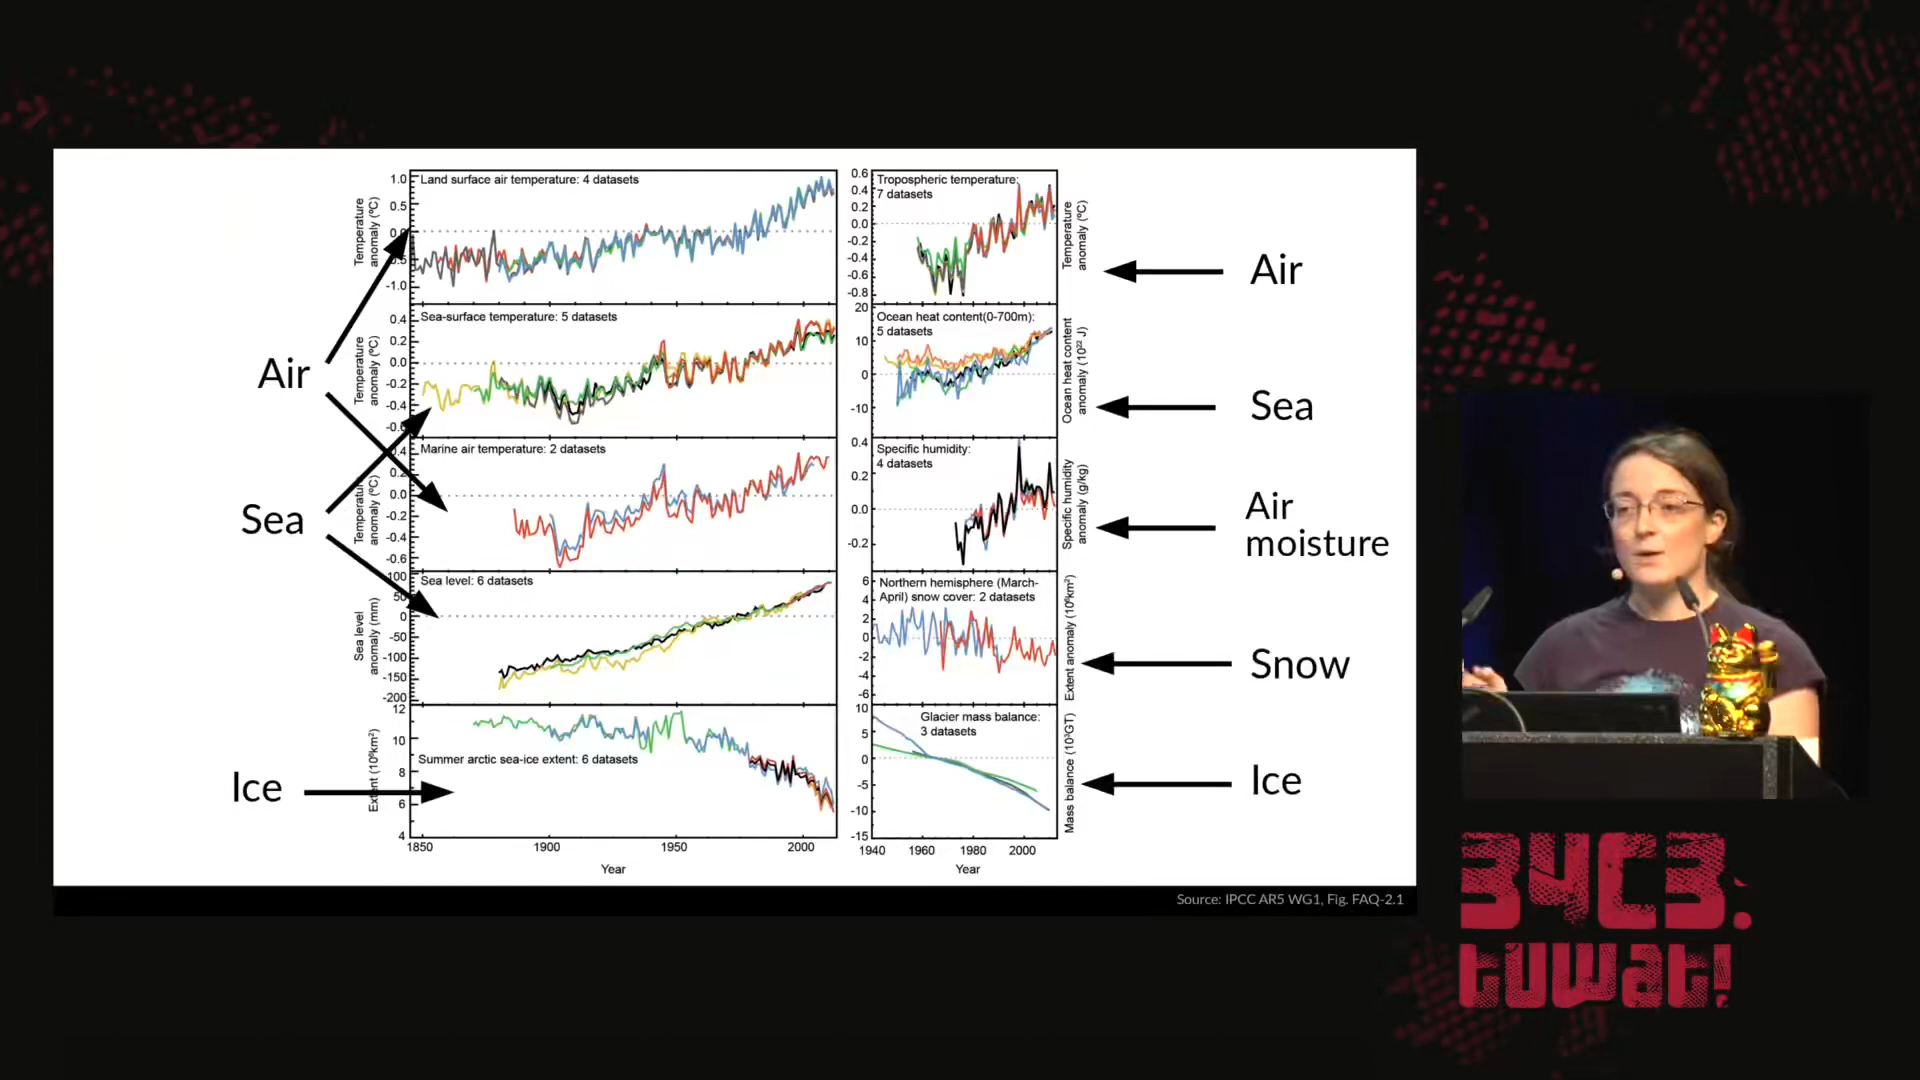 Land surface air temperature: 4 datasets
1.0
0.5
0.0
0.5
-1.0
Temperature
anomaly (ºC)
Sea-surface temperature: 5 datasets
0.4
0.2
0.0
-0.2
-0.4
Temperature
anomaly (ºC)
Marine air temperature: 2 datasets
0.4
0.2
0.0
-0.2
-0.4
-0.6
Temperature
anomaly (ºC)
Sea level: 6 datasets
100
50
0
-50
-100
-150
-200
Sea level
anomaly (mm)
Summer arctic sea-ice extent: 6 datasets
12
10
8
6
4
Extent (10⁶km²)
1850
1900
1950
2000
Year
Air
Sea
Ice
Tropospheric temperature:
7 datasets
0.6
0.4
0.2
0.0
-0.2
-0.4
-0.6
-0.8
Temperature
anomaly (ºC)
Air
Ocean heat content(0-700m):
5 datasets
20
10
0
-10
Ocean heat content
anomaly (10²² J)
Sea
Specific humidity:
4 datasets
0.4
0.2
0.0
-0.2
Specific humidity
anomaly (g/kg)
Air
moisture
Northern hemisphere (March-
April) snow cover: 2 datasets
6
4
2
0
-2
-4
-6
Extent anomaly (10⁶km²)
Snow
Glacier mass balance:
3 datasets
10
5
0
-5
-10
-15
Mass balance (10³GT)
Ice
1940
1960
1980
2000
Year
Source: IPCC AR5 WG1, Fig. FAQ-2.1
34C3.
tuwat!